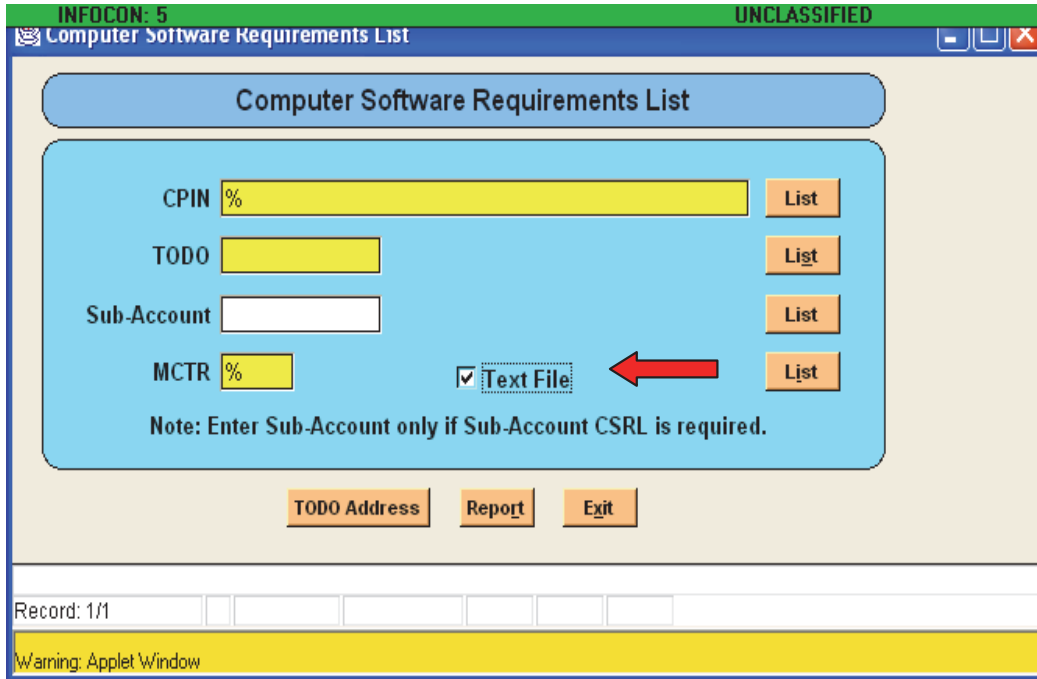 INFOCON: 5 UNCLASSIFIED
Computer Software Requirements List
Computer Software Requirements List
CPIN % List
TODO List
Sub-Account List
MCTR % Text File List
Note: Enter Sub-Account only if Sub-Account CSRL is required.
TODO Address Report Exit
Record: 1/1
Warning: Applet Window